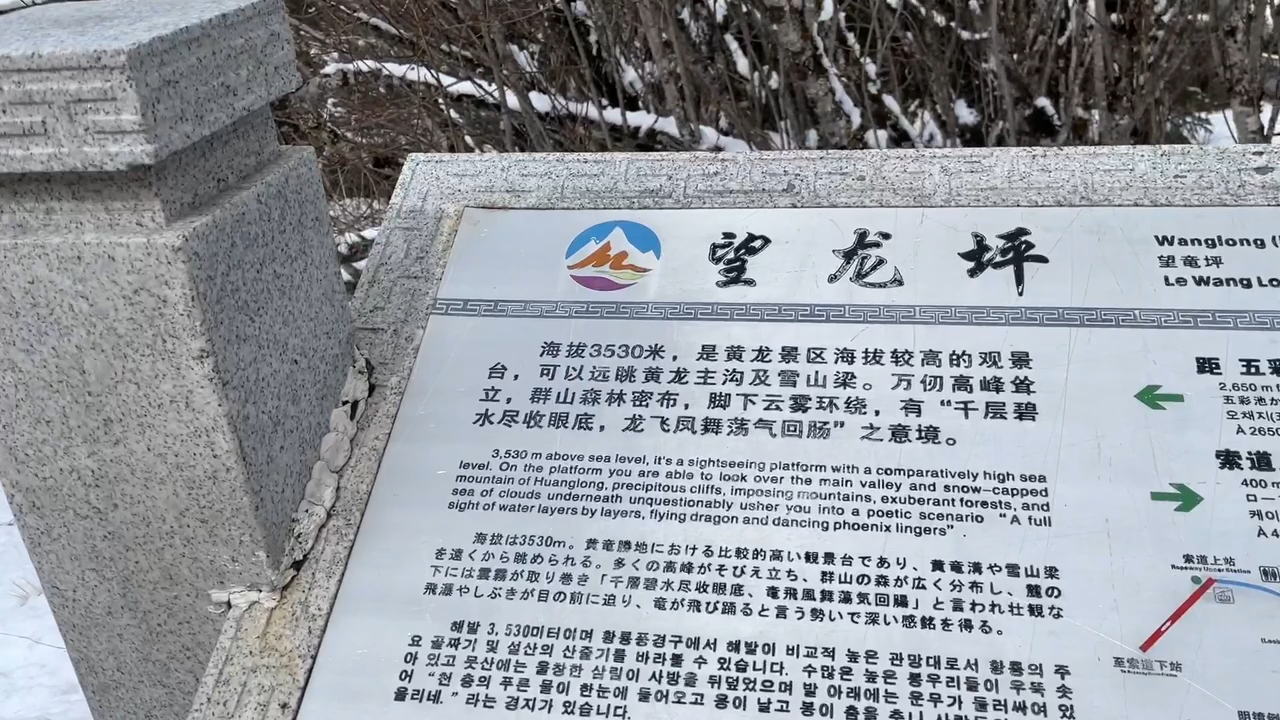 望龙坪
Wanglong (
望竜坪
Le Wang Lo
海拔3530米，是黄龙景区海拔较高的观景
台，可以远眺黄龙主沟及雪山梁。万仞高峰耸
立，群山森林密布，脚下云雾环绕，有“千层碧
水尽收眼底，龙飞凤舞荡气回肠”之意境。
3,530 m above sea level, it's a sightseeing platform with a comparatively high sea
level. On the platform you are able to look over the main valley and snow-capped
mountain of Huanglong, precipitous cliffs, imposing mountains, exuberant forests, and
sea of clouds underneath unquestionably usher you into a poetic scenario “A full
sight of water layers by layers, flying dragon and dancing phoenix lingers”.
海抜は3530m。黄竜勝地における比較的高い観景台であり、黄竜溝や雪山梁
を遠くから眺められる。多くの高峰がそびえ立ち、群山の森が広く分布し、麓の
下には雲霧が取り巻き「千層碧水尽收眼底、竜飛風舞蕩気回腸」と言われ壮観な
飛瀑やしぶきが目の前に迫り、竜が飛び踊ると言う勢いで深い感銘を得る。
해발 3,530미터이며 황룡풍경구에서 해발이 비교적 높은 관망대로서 황룡의 주
요 골짜기 및 설산의 산줄기를 바라볼 수 있습니다. 수많은 높은 봉우리들이 우뚝 솟
아 있고 뭇산에는 울창한 삼림이 사방을 뒤덮었으며 발 아래에는 운무가 둘러싸여 있
어 “천 층의 푸른 물이 한눈에 들어오고 용이 날고 봉이 춤을 추니
울리네.” 라는 경지가 있습니다.
距 五彩
2,650 m
五彩池か
오채지(
À 2650
索道
400 m
ロー
케이
À 4
索道上站
Ropeway Upper Station
至索道下站